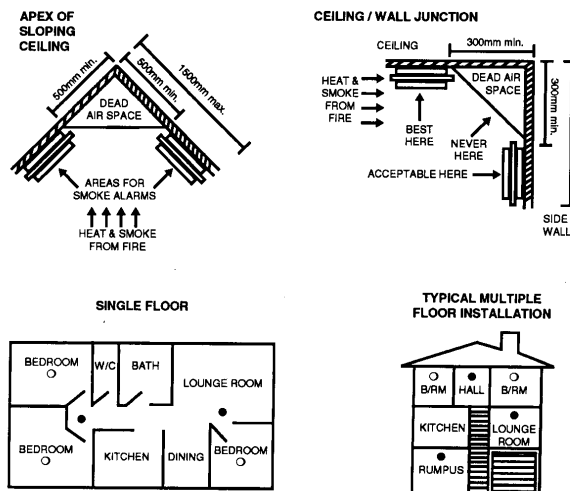 APEX OF
SLOPING
CEILING
500mm min.
500mm min.
1500mm max.
DEAD
AIR SPACE
AREAS FOR
SMOKE ALARMS
HEAT & SMOKE
FROM FIRE
CEILING / WALL JUNCTION
CEILING
300mm min.
HEAT &
SMOKE
FROM
FIRE
DEAD AIR
SPACE
300mm min.
BEST
HERE
NEVER
HERE
ACCEPTABLE HERE
SIDE
WALL
SINGLE FLOOR
BEDROOM
W/C
BATH
LOUNGE ROOM
BEDROOM
KITCHEN
DINING
BEDROOM
TYPICAL MULTIPLE
FLOOR INSTALLATION
B/RM
HALL
B/RM
KITCHEN
LOUNGE
ROOM
RUMPUS